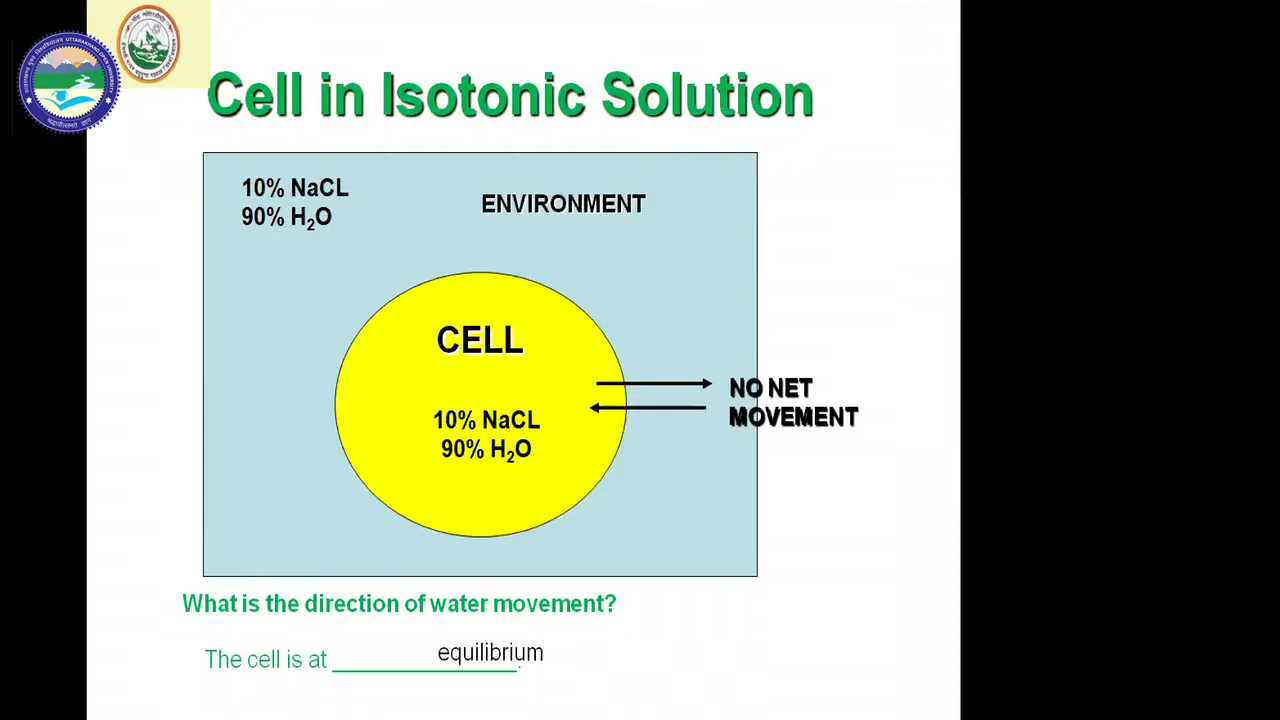 Cell in Isotonic Solution
10% NaCL
90% H₂O
ENVIRONMENT
CELL
10% NaCL
90% H₂O
NO NET
MOVEMENT
What is the direction of water movement?
The cell is at equilibrium.